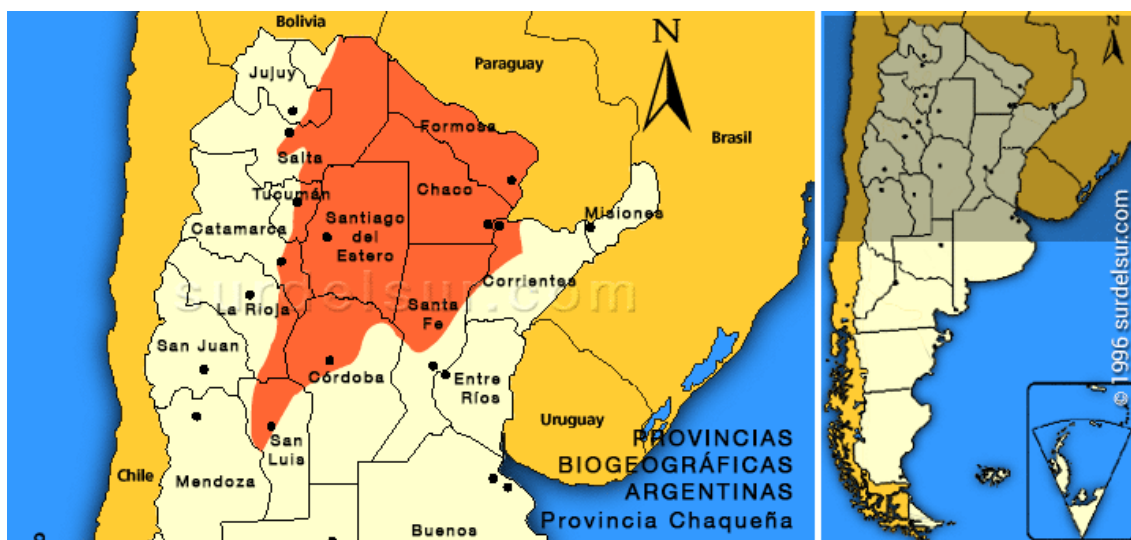 Bolivia
Jujuy
Paraguay
N
Brasil
Formosa
Salta
Chaco
Tucumán
Santiago
del
Estero
Misiones
Catamarca
Corrientes
surdelsur.com
La Rioja
Santa
Fe
San Juan
Córdoba
Entre
Ríos
Uruguay
San
Luis
Chile
Mendoza
PROVINCIAS
BIOGEOGRÁFICAS
ARGENTINAS
Provincia Chaqueña
Buenos
© 1996 surdelsur.com